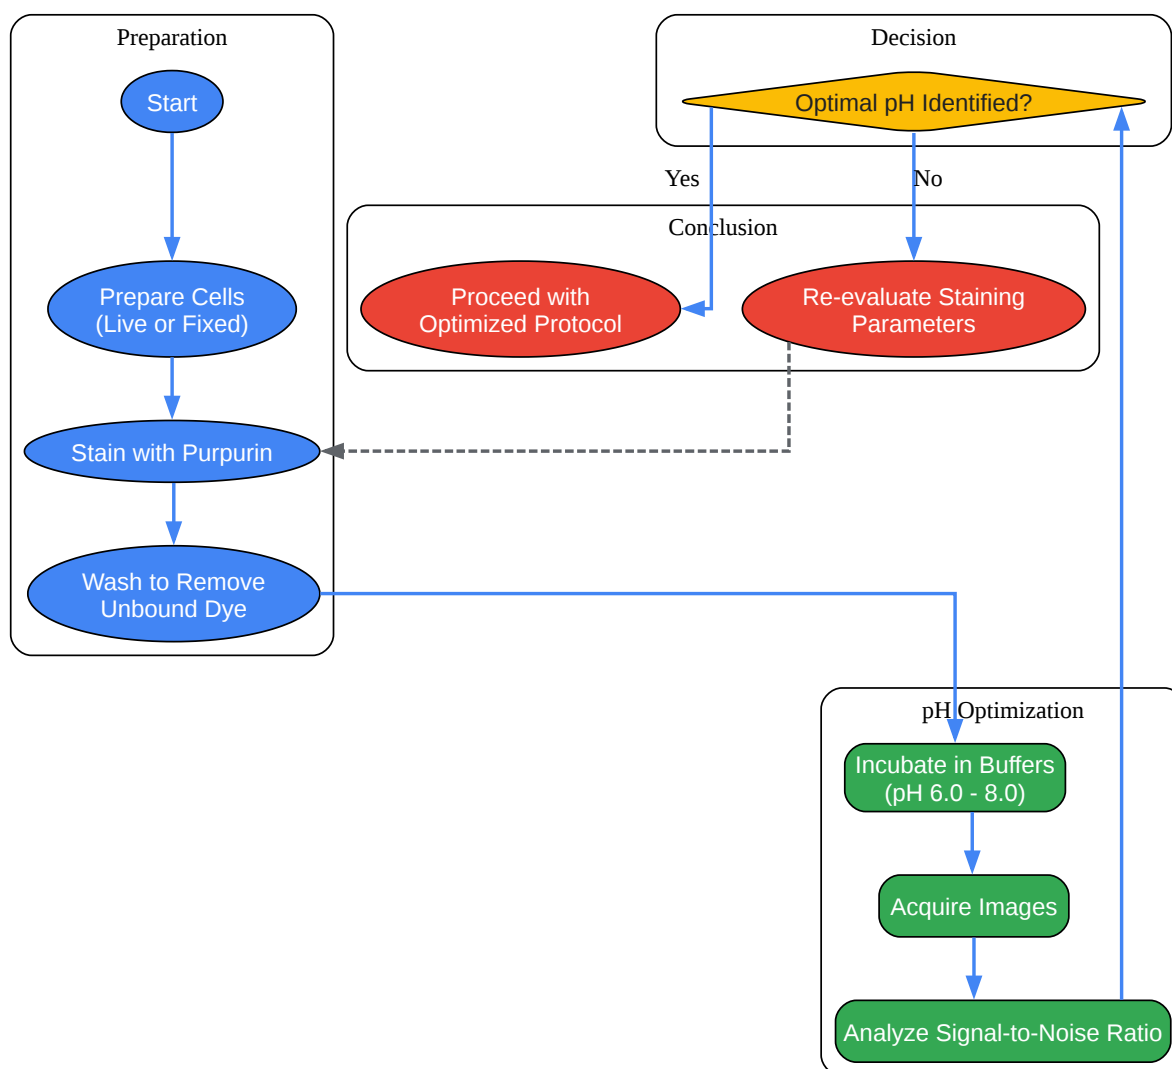 Preparation
Start
Prepare Cells
(Live or Fixed)
Stain with Purpurin
Wash to Remove
Unbound Dye
Decision
Optimal pH Identified?
Yes
No
Conclusion
Proceed with
Optimized Protocol
Re-evaluate Staining
Parameters
pH Optimization
Incubate in Buffers
(pH 6.0 - 8.0)
Acquire Images
Analyze Signal-to-Noise Ratio